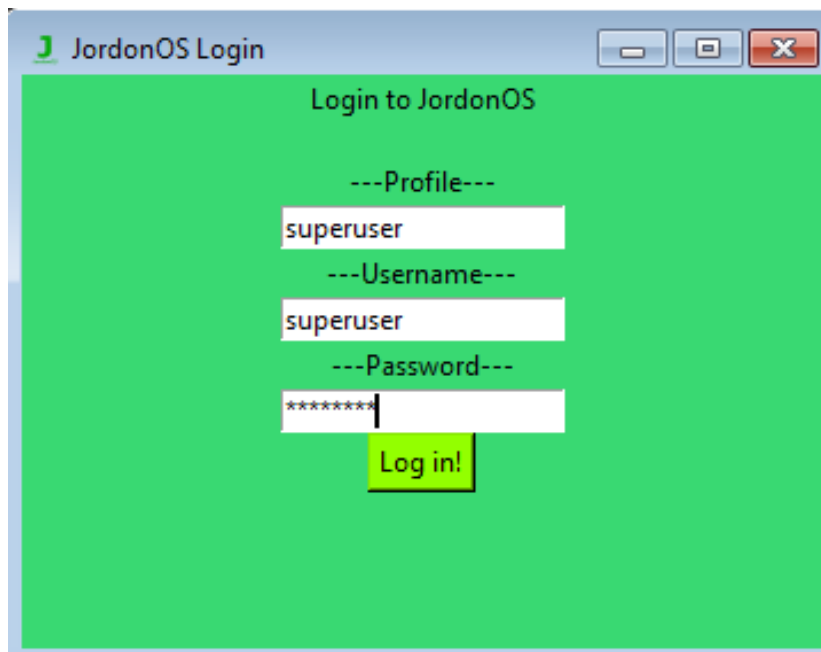 J JordonOS Login
Login to JordonOS
---Profile---
superuser
---Username---
superuser
---Password---
********
Log in!